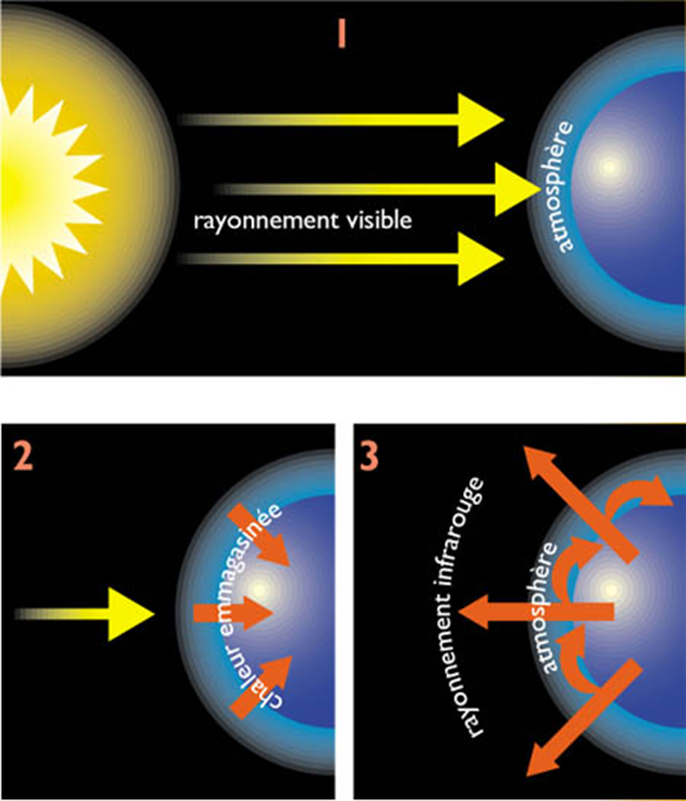 1
atmosphère
rayonnement visible
2
chaleur emmagasinée
3
rayonnement infrarouge
atmosphère